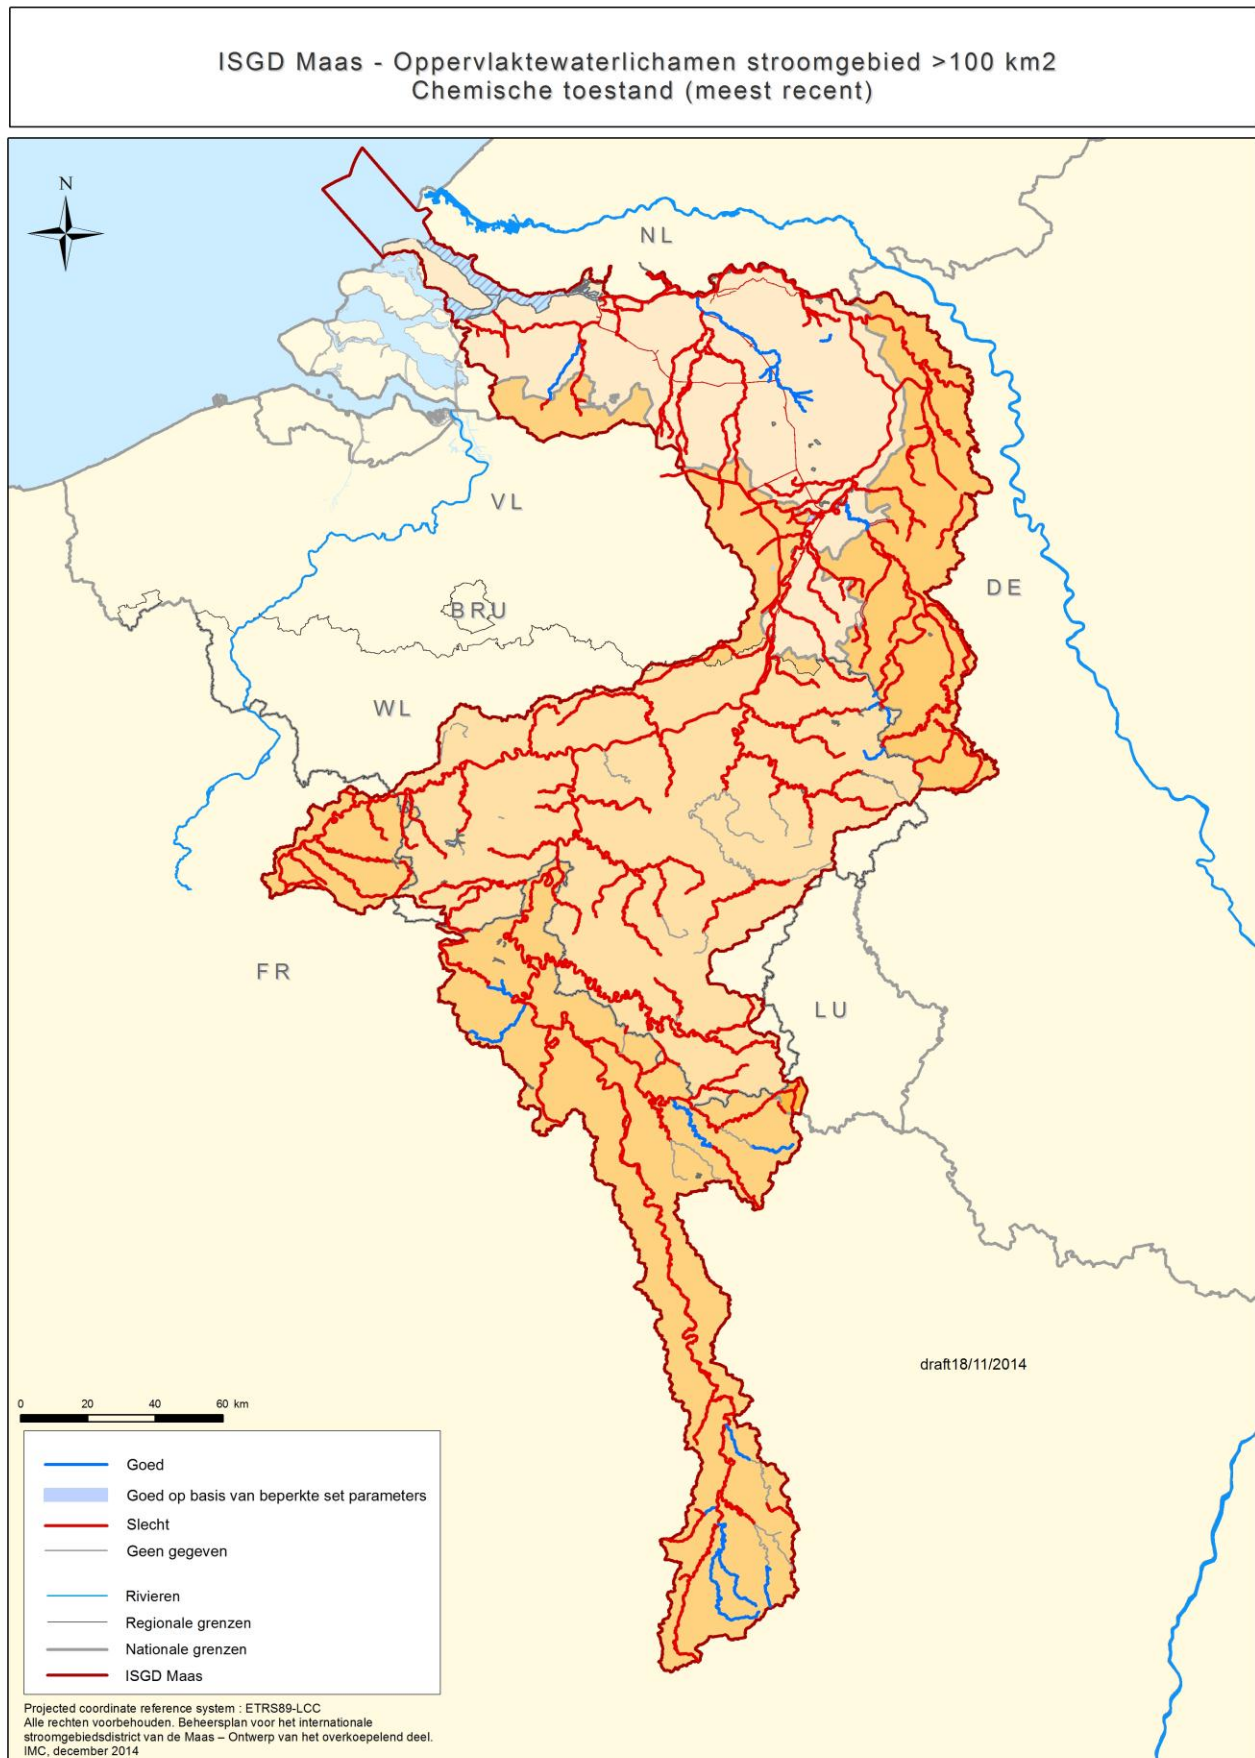 ISGD Maas - Oppervlaktewaterlichamen stroomgebied >100 km2
Chemische toestand (meest recent)
N
NL
VL
DE
BRU
WL
FR
LU
draft18/11/2014
0 20 40 60 km
Goed
Goed op basis van beperkte set parameters
Slecht
Geen gegeven
Rivieren
Regionale grenzen
Nationale grenzen
ISGD Maas
Projected coordinate reference system : ETRS89-LCC
Alle rechten voorbehouden. Beheersplan voor het internationale
stroomgebiedsdistrict van de Maas – Ontwerp van het overkoepelend deel.
IMC, december 2014